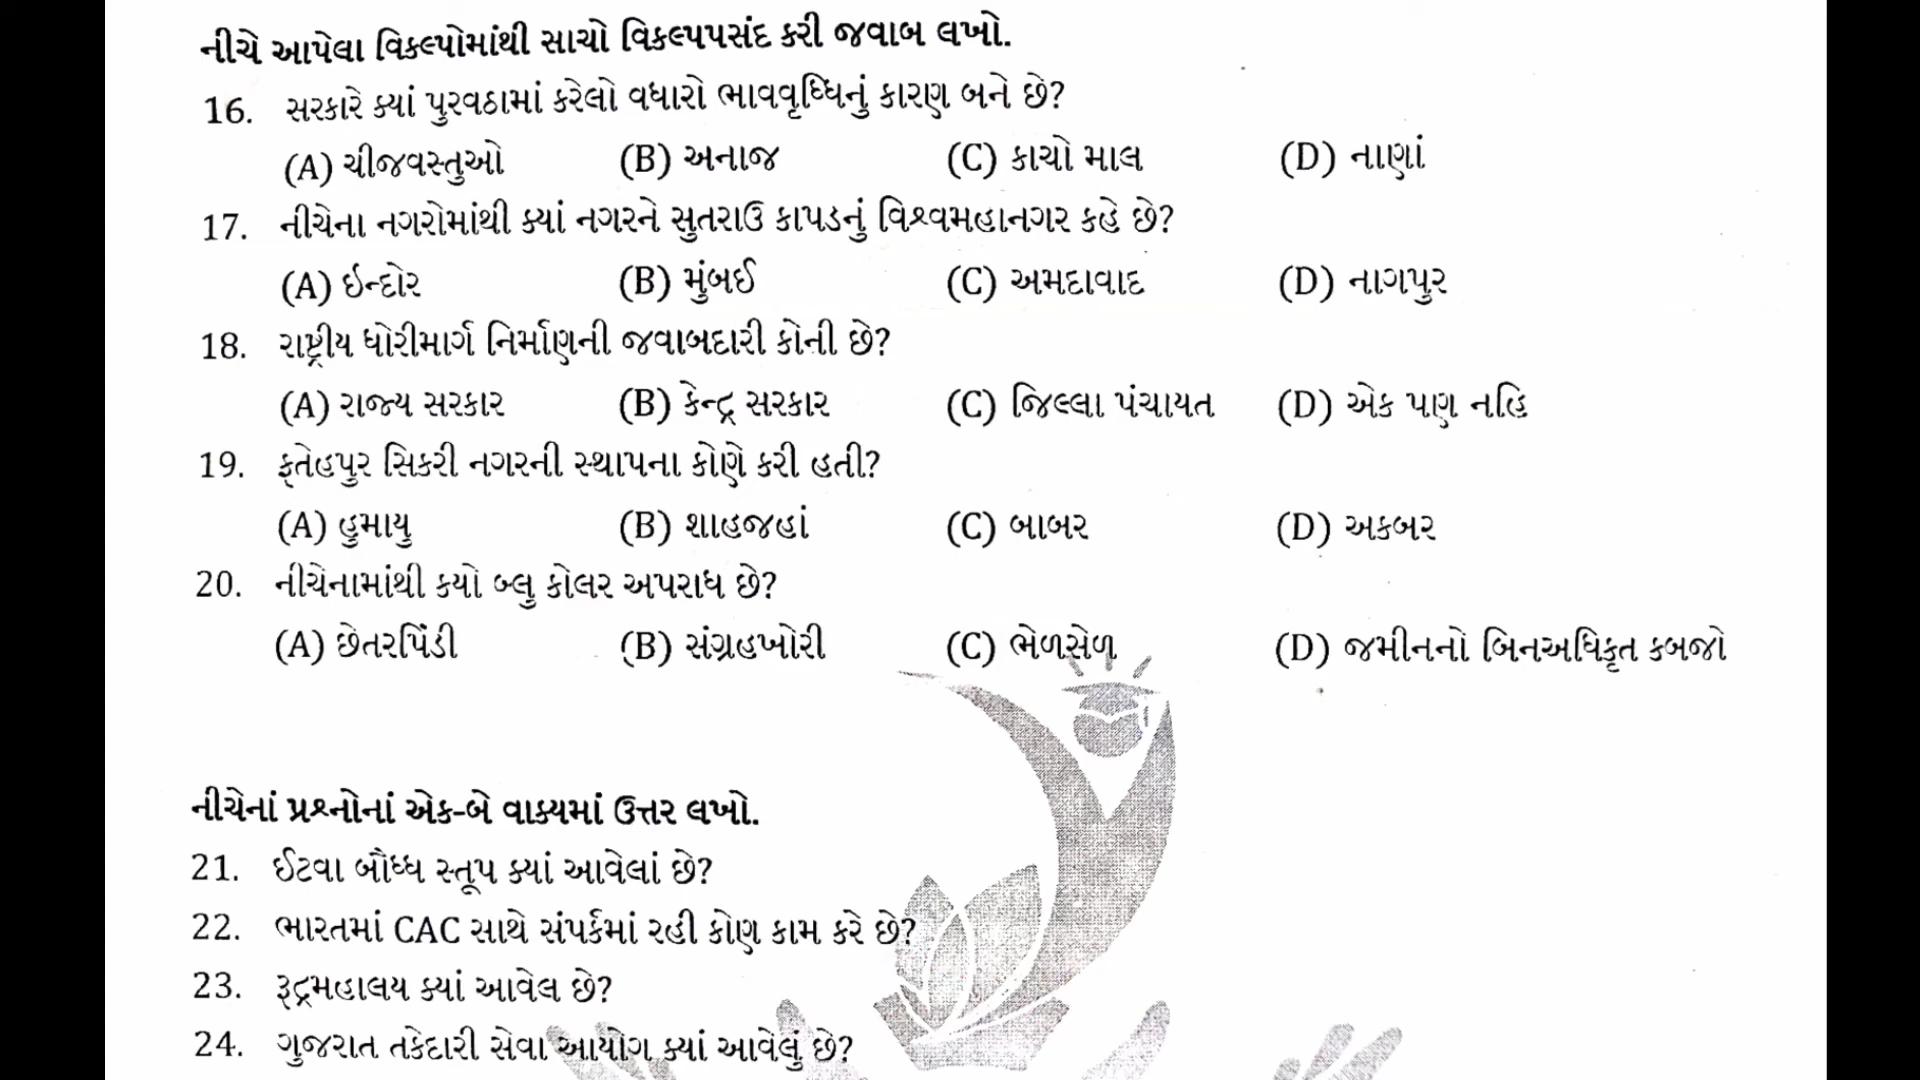 નીચે આપેલા વિકલ્પોમાંથી સાચો વિકલ્પપસંદ કરી જવાબ લખો.
16. સરકારે ક્યાં પુરવઠામાં કરેલો વધારો ભાવવૃધ્ધિનું કારણ બને છે?
(A) ચીજવસ્તુઓ (B) અનાજ (C) કાચો માલ (D) નાણાં
17. નીચેના નગરોમાંથી ક્યાં નગરને સુતરાઉ કાપડનું વિશ્વમહાનગર કહે છે?
(A) ઇન્દોર (B) મુંબઈ (C) અમદાવાદ (D) નાગપુર
18. રાષ્ટ્રીય ધોરીમાર્ગ નિર્માણની જવાબદારી કોની છે?
(A) રાજ્ય સરકાર (B) કેન્દ્ર સરકાર (C) જિલ્લા પંચાયત (D) એક પણ નહિ
19. ફતેહપુર સિકરી નગરની સ્થાપના કોણે કરી હતી?
(A) હુમાયુ (B) શાહજહાં (C) બાબર (D) અકબર
20. નીચેનામાંથી કયો બ્લુ કોલર અપરાધ છે?
(A) છેતરપિંડી (B) સંગ્રહખોરી (C) ભેળસેળ (D) જમીનનો બિનઅધિકૃત કબજો
નીચેનાં પ્રશ્નોનાં એક-બે વાક્યમાં ઉત્તર લખો.
21. ઈટવા બૌધ્ધ સ્તૂપ ક્યાં આવેલાં છે?
22. ભારતમાં CAC સાથે સંપર્કમાં રહી કોણ કામ કરે છે?
23. રૂદ્રમહાલય ક્યાં આવેલ છે?
24. ગુજરાત તકેદારી સેવા આયોગ ક્યાં આવેલું છે?